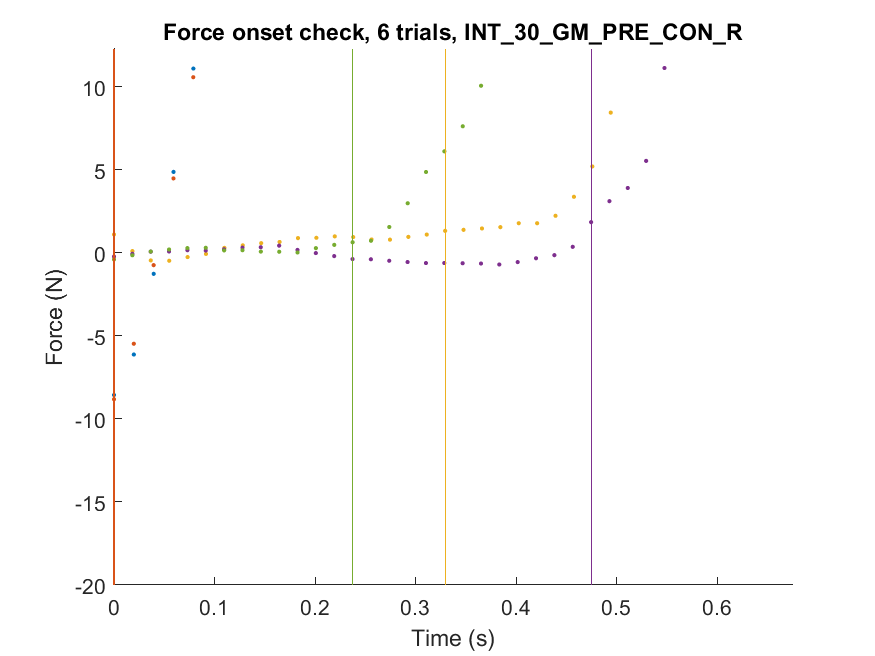 Force onset check, 6 trials, INT_30_GM_PRE_CON_R
10
5
0
-5
-10
-15
-20
Force (N)
0 0.1 0.2 0.3 0.4 0.5 0.6
Time (s)